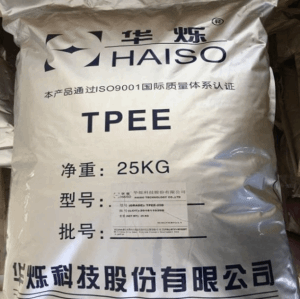 华烁
HAISO
本产品通过ISO9001国际质量体系认证
TPEE
净重：25KG
型号：
批号：
华烁科技股份有限公司